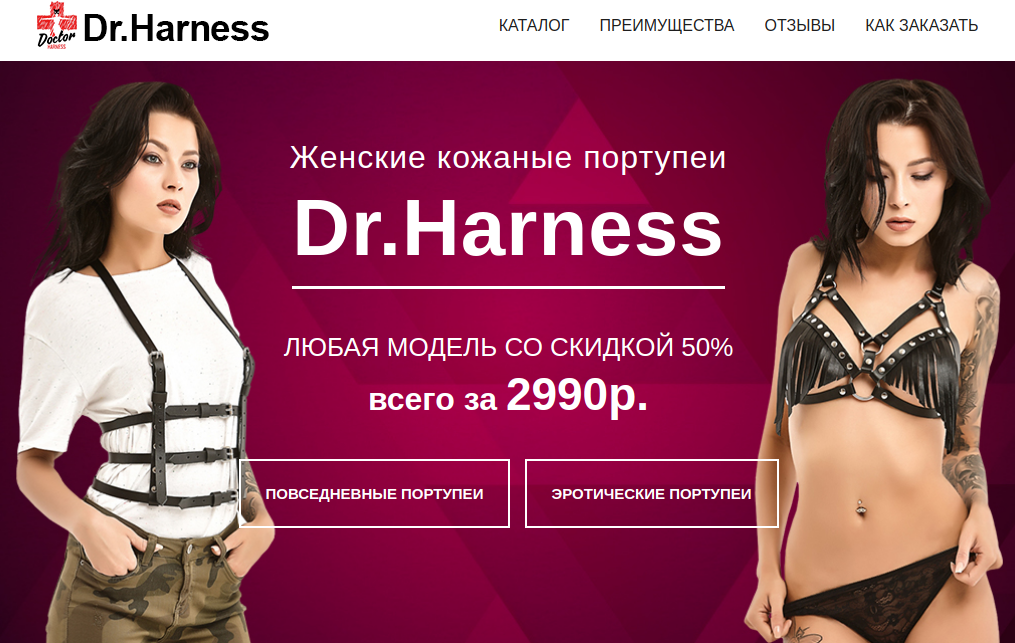 Doctor
HARNESS
Dr.Harness
КАТАЛОГ
ПРЕИМУЩЕСТВА
ОТЗЫВЫ
КАК ЗАКАЗАТЬ
Женские кожаные портупеи
Dr.Harness
ЛЮБАЯ МОДЕЛЬ СО СКИДКОЙ 50%
всего за 2990р.
ПОВСЕДНЕВНЫЕ ПОРТУПЕИ
ЭРОТИЧЕСКИЕ ПОРТУПЕИ